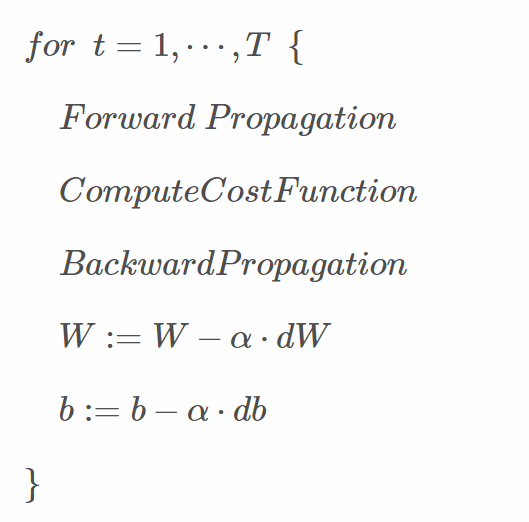 for t = 1, ⋯ , T {
Forward Propagation
ComputeCostFunction
BackwardPropagation
W := W − α ⋅ dW
b := b − α ⋅ db
}